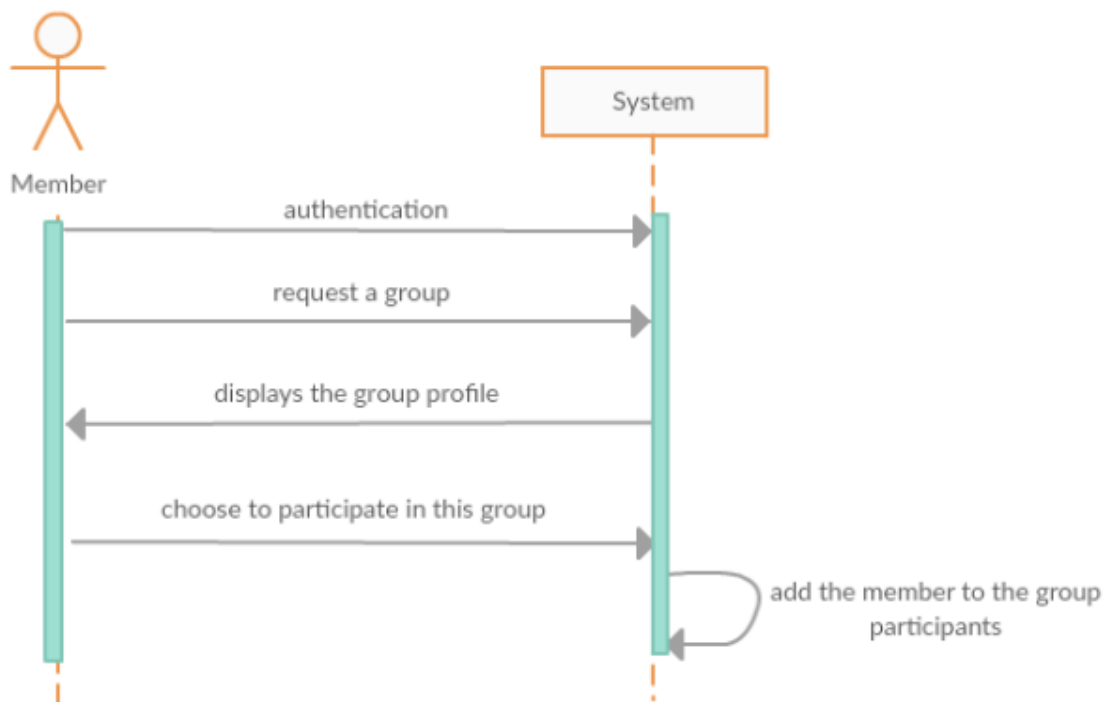 System
Member
authentication
request a group
displays the group profile
choose to participate in this group
add the member to the group
participants